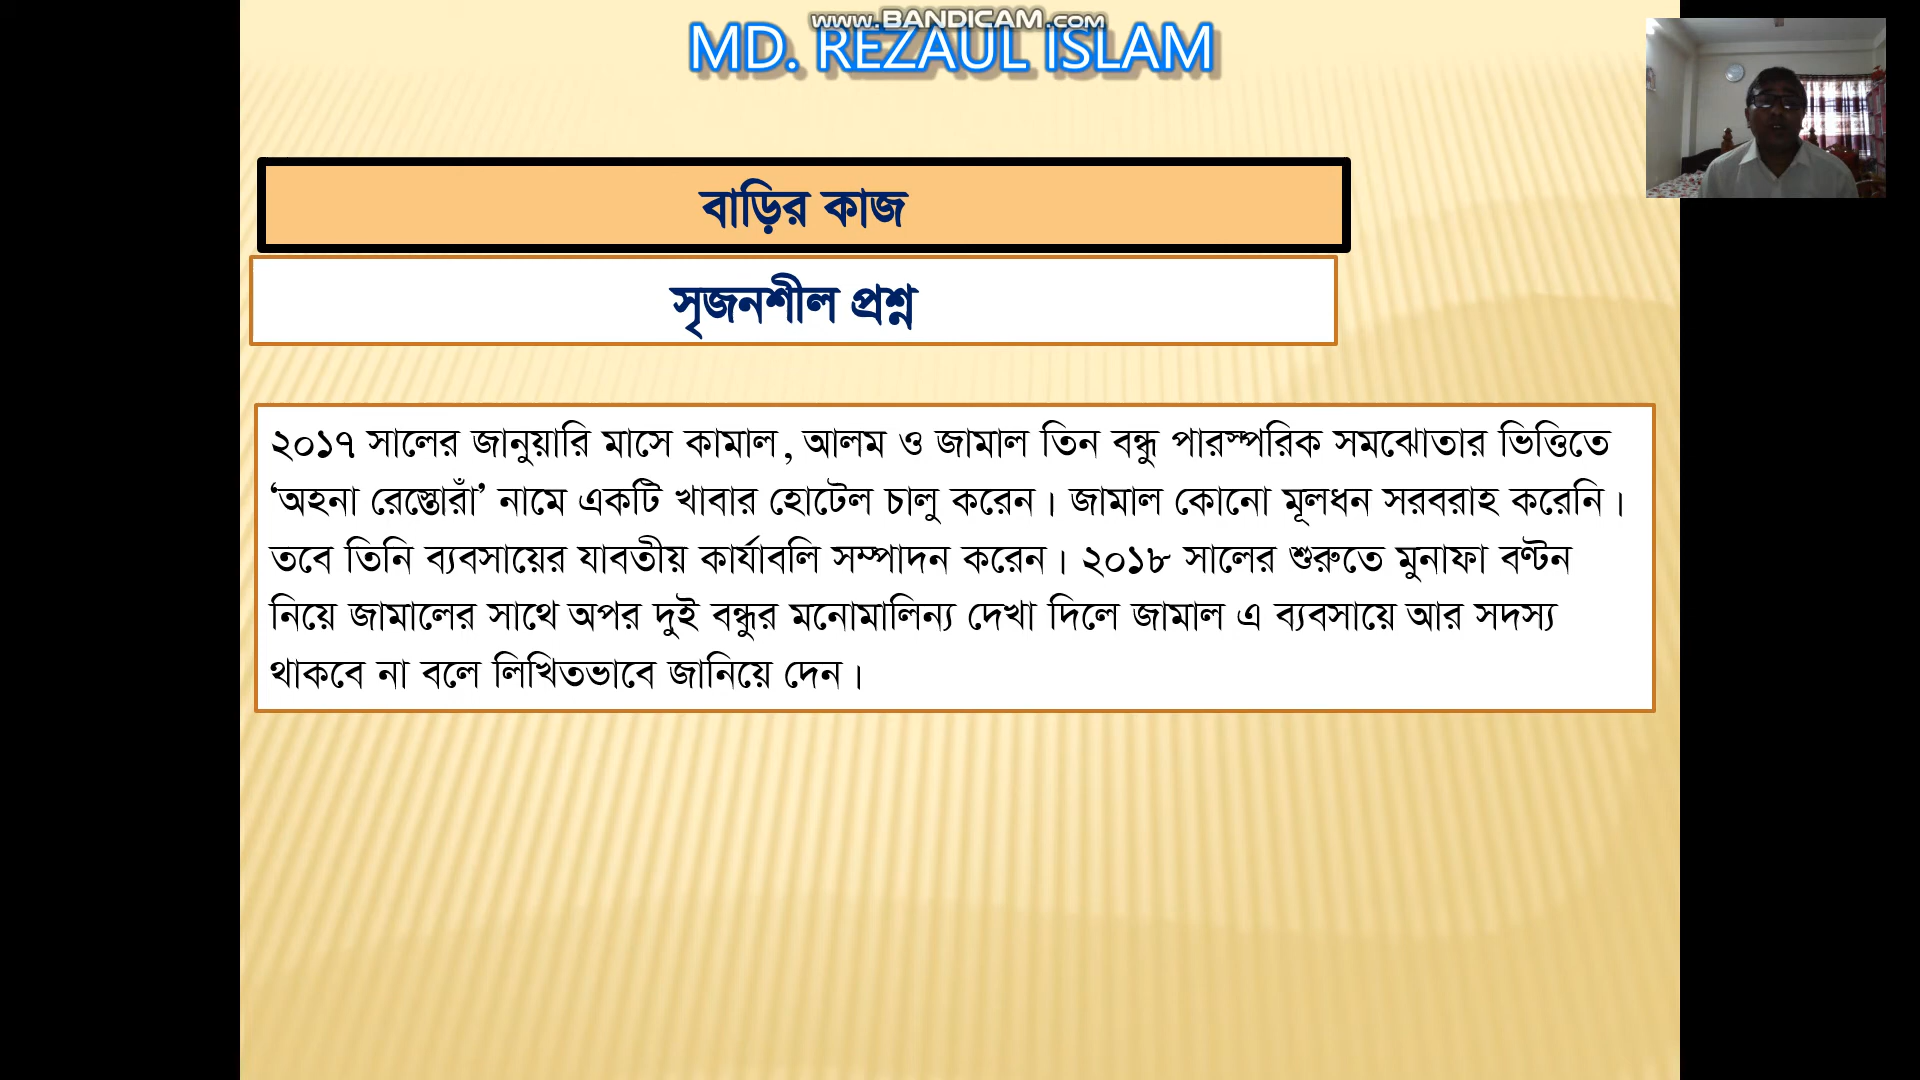 www.BANDICAM.com
MD. REZAUL ISLAM
বাড়ির কাজ
সৃজনশীল প্রশ্ন
২০১৭ সালের জানুয়ারি মাসে কামাল, আলম ও জামাল তিন বন্ধু পারস্পরিক সমঝোতার ভিত্তিতে
‘অহনা রেস্তোরাঁ’ নামে একটি খাবার হোটেল চালু করেন। জামাল কোনো মূলধন সরবরাহ করেনি।
তবে তিনি ব্যবসায়ের যাবতীয় কার্যাবলি সম্পাদন করেন। ২০১৮ সালের শুরুতে মুনাফা বণ্টন
নিয়ে জামালের সাথে অপর দুই বন্ধুর মনোমালিন্য দেখা দিলে জামাল এ ব্যবসায়ে আর সদস্য
থাকবে না বলে লিখিতভাবে জানিয়ে দেন।